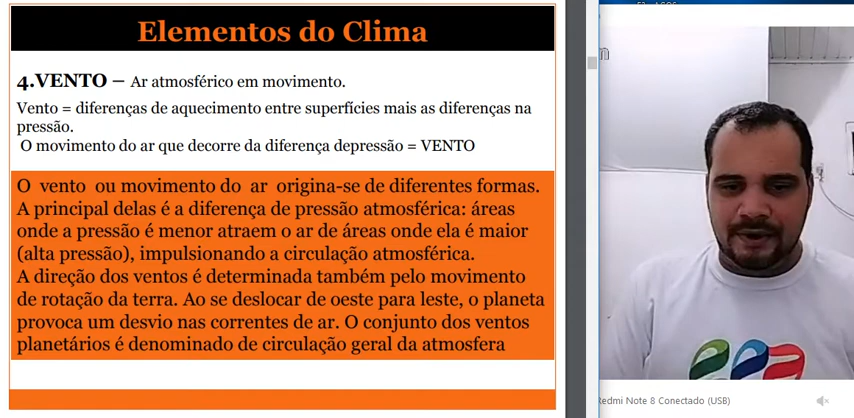 Elementos do Clima
4.VENTO – Ar atmosférico em movimento.
Vento = diferenças de aquecimento entre superfícies mais as diferenças na
pressão.
O movimento do ar que decorre da diferença depressão = VENTO
O vento ou movimento do ar origina-se de diferentes formas.
A principal delas é a diferença de pressão atmosférica: áreas
onde a pressão é menor atraem o ar de áreas onde ela é maior
(alta pressão), impulsionando a circulação atmosférica.
A direção dos ventos é determinada também pelo movimento
de rotação da terra. Ao se deslocar de oeste para leste, o planeta
provoca um desvio nas correntes de ar. O conjunto dos ventos
planetários é denominado de circulação geral da atmosfera
Redmi Note 8 Conectado (USB)